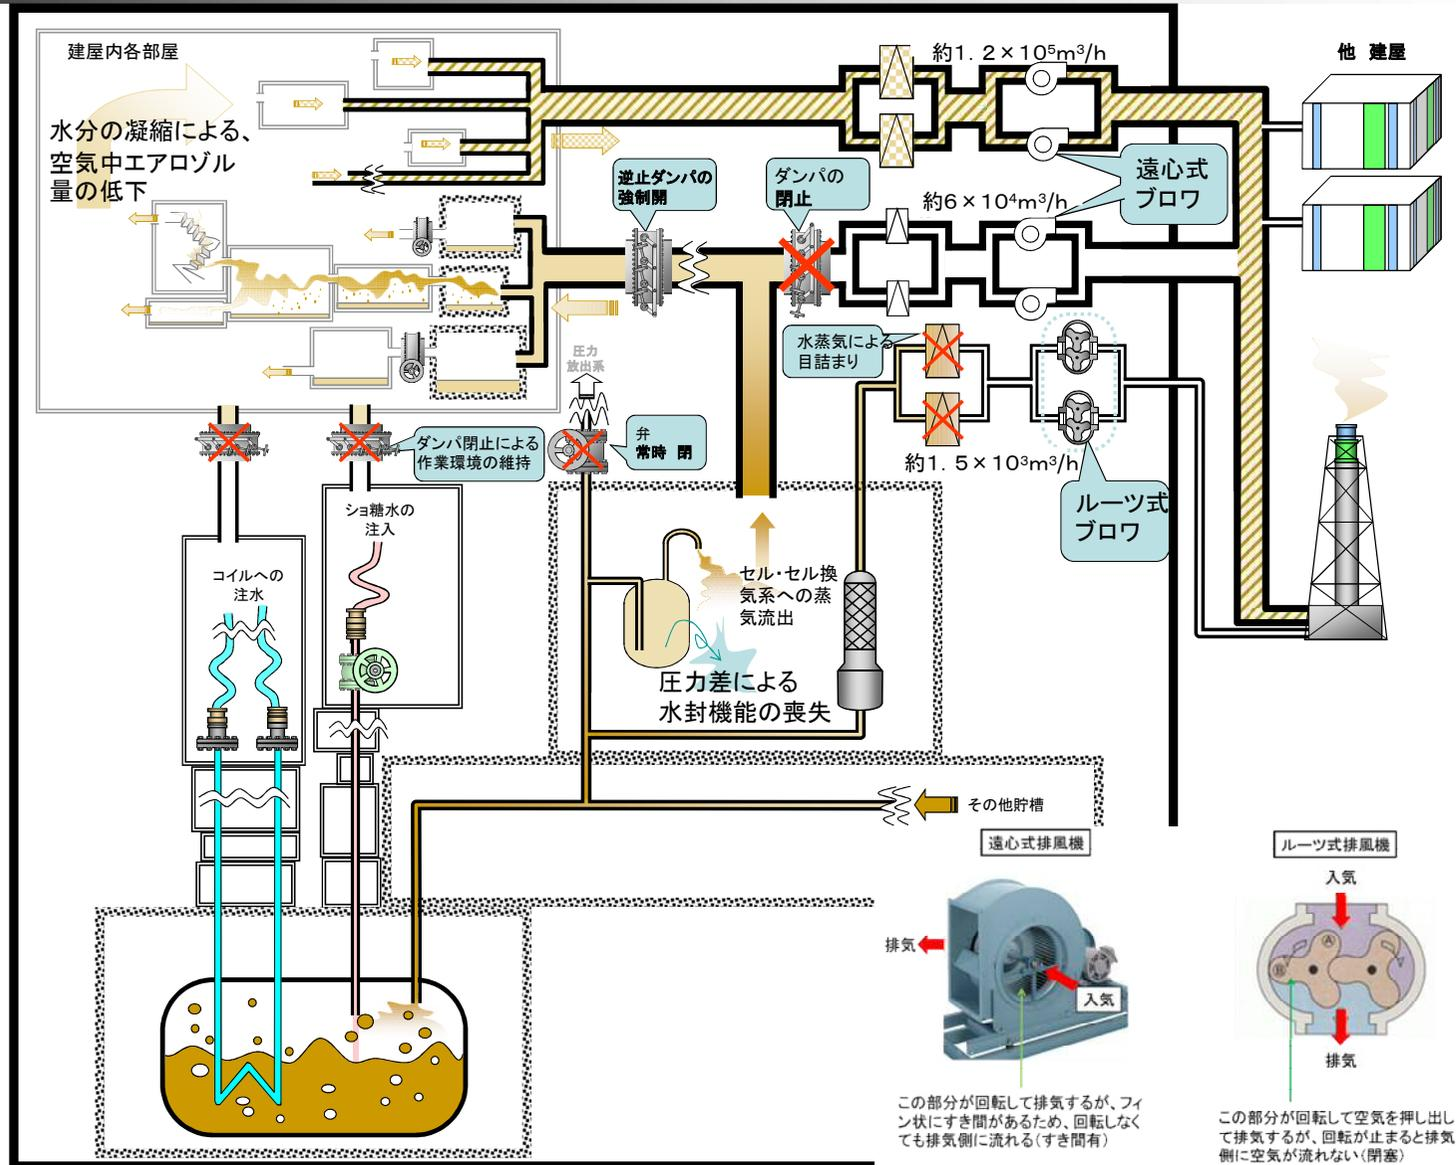 建屋内各部屋
水分の凝縮による、
空気中エアロゾル
量の低下
約1.2×10⁵m³/h
他 建屋
逆止ダンパの
強制開
ダンパの
閉止
遠心式
ブロワ
約6×10⁴m³/h
水蒸気による
目詰まり
圧力
放出系
ダンパ閉止による
作業環境の維持
弁
常時 閉
約1.5×10³m³/h
ルーツ式
ブロワ
ショ糖水の
注入
コイルへの
注水
セル・セル換
気系への蒸
気流出
圧力差による
水封機能の喪失
その他貯槽
遠心式排風機
排気
入気
この部分が回転して排気するが、フィ
ン状にすき間があるため、回転しなく
ても排気側に流れる(すき間有)
ルーツ式排風機
入気
A
B
排気
この部分が回転して空気を押し出し
て排気するが、回転が止まると排気
側に空気が流れない(閉塞)